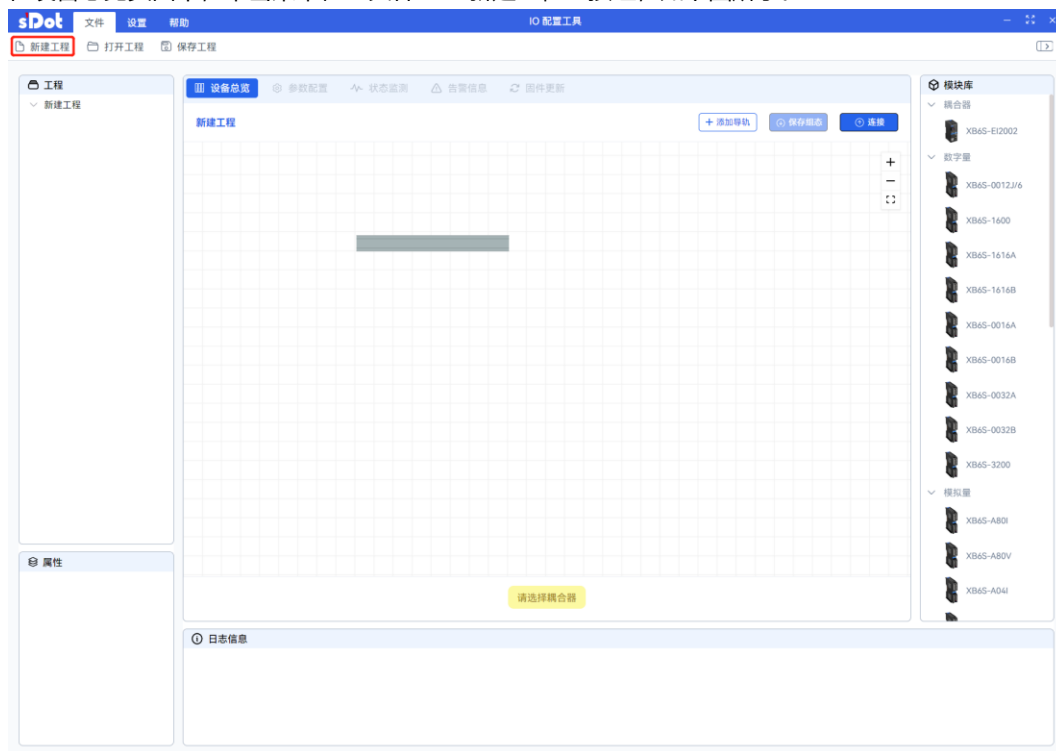 sDot 文件 设置 帮助 IO 配置工具
新建工程 打开工程 保存工程
工程
新建工程
设备总览 参数配置 状态监测 告警信息 固件更新
新建工程 + 添加导轨 保存组态 连接
请选择耦合器
模块库
耦合器
XB6S-EI2002
数字量
XB6S-0012J/6
XB6S-1600
XB6S-1616A
XB6S-1616B
XB6S-0016A
XB6S-0016B
XB6S-0032A
XB6S-0032B
XB6S-3200
模拟量
XB6S-A80I
XB6S-A80V
XB6S-A04I
属性
日志信息